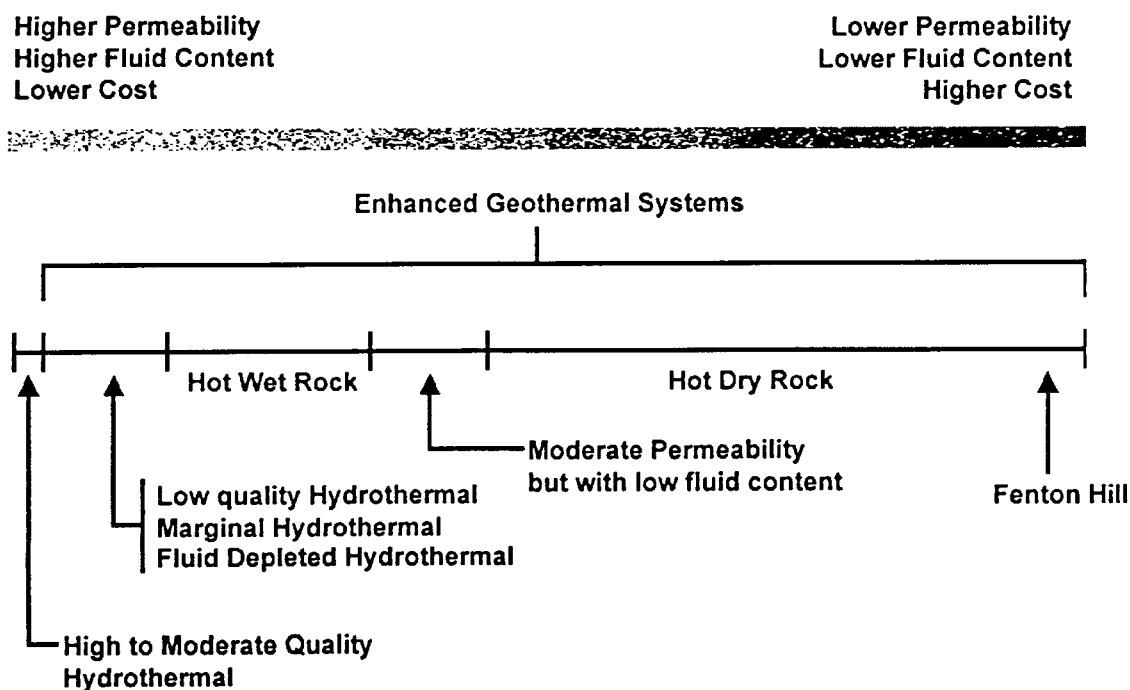 Higher Permeability
Higher Fluid Content
Lower Cost
Lower Permeability
Lower Fluid Content
Higher Cost
Enhanced Geothermal Systems
Hot Wet Rock
Hot Dry Rock
Moderate Permeability
but with low fluid content
Fenton Hill
Low quality Hydrothermal
Marginal Hydrothermal
Fluid Depleted Hydrothermal
High to Moderate Quality
Hydrothermal